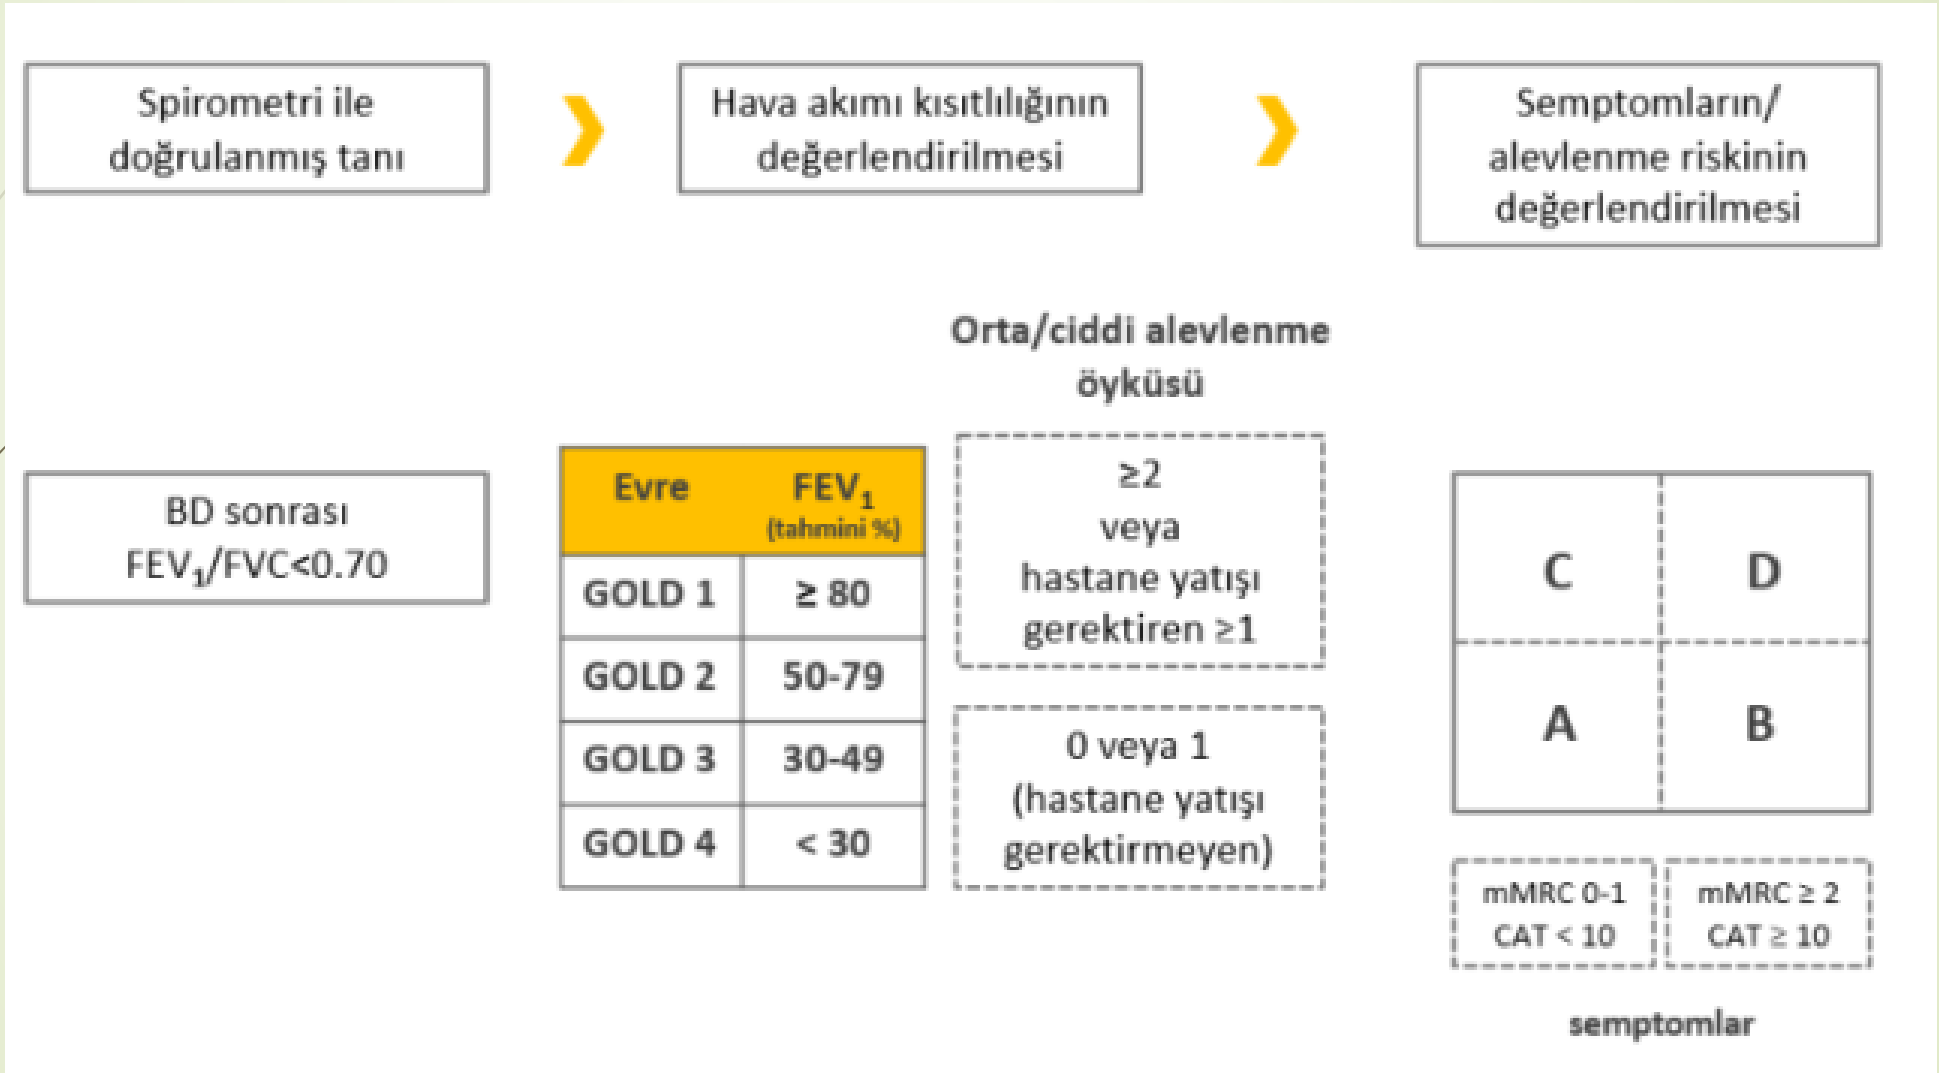 Spirometri ile
doğrulanmış tanı
Hava akımı kısıtlılığının
değerlendirilmesi
Semptomların/
alevlenme riskinin
değerlendirilmesi
BD sonrası
FEV₁/FVC<0.70
Evre FEV₁
(tahmini %)
GOLD 1 ≥ 80
GOLD 2 50-79
GOLD 3 30-49
GOLD 4 < 30
Orta/ciddi alevlenme
öyküsü
≥2
veya
hastane yatışı
gerektiren ≥1
0 veya 1
(hastane yatışı
gerektirmeyen)
C D
A B
mMRC 0-1
CAT < 10
mMRC ≥ 2
CAT ≥ 10
semptomlar